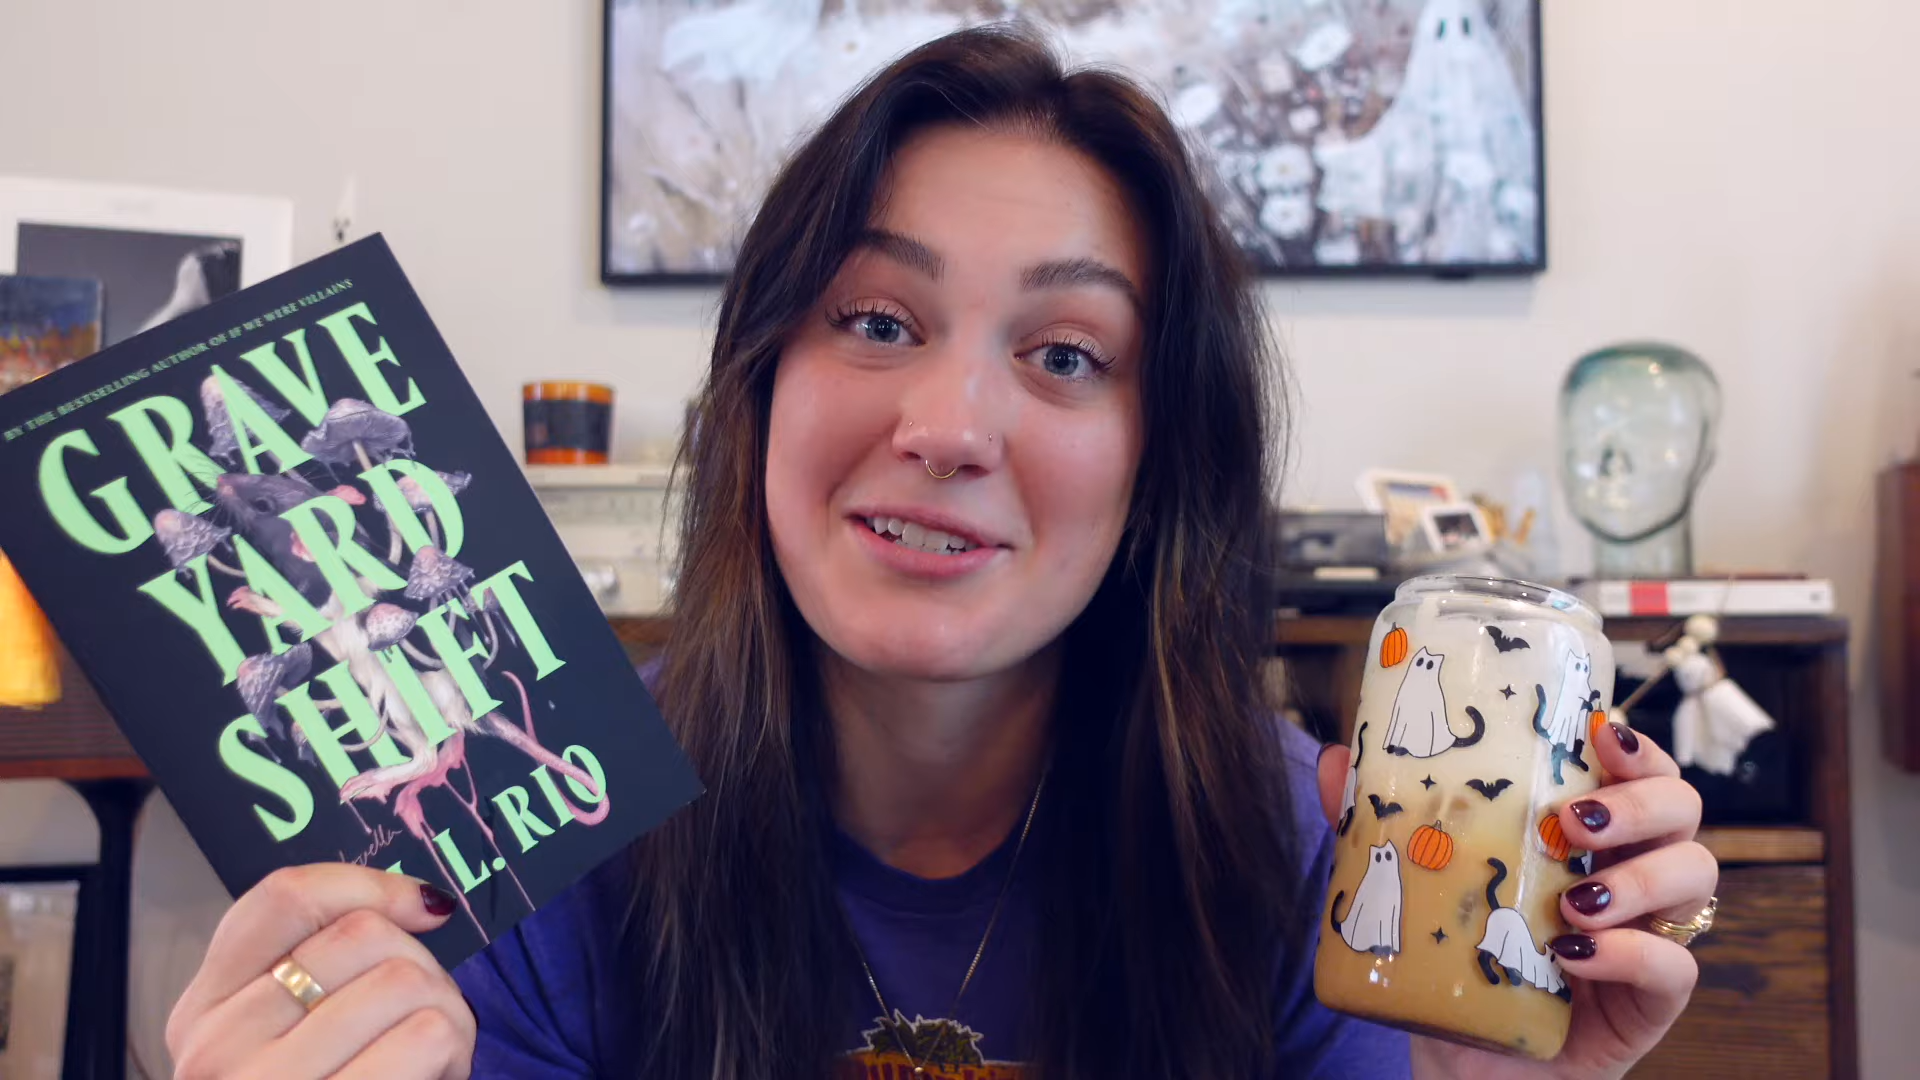 BY THE BESTSELLING AUTHOR OF IF WE WERE VILLAINS
GRAVE
YARD
SHIFT
L. RIO